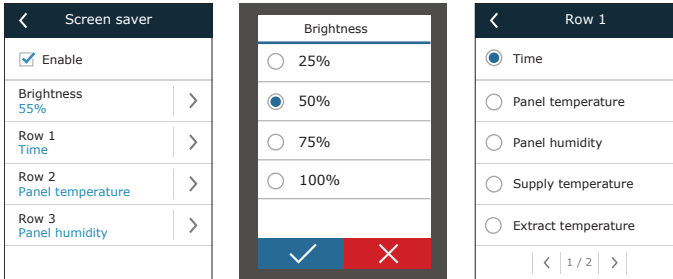 Screen saver
Enable
Brightness
55%
Row 1
Time
Row 2
Panel temperature
Row 3
Panel humidity
Brightness
25%
50%
75%
100%
Row 1
Time
Panel temperature
Panel humidity
Supply temperature
Extract temperature
1 / 2